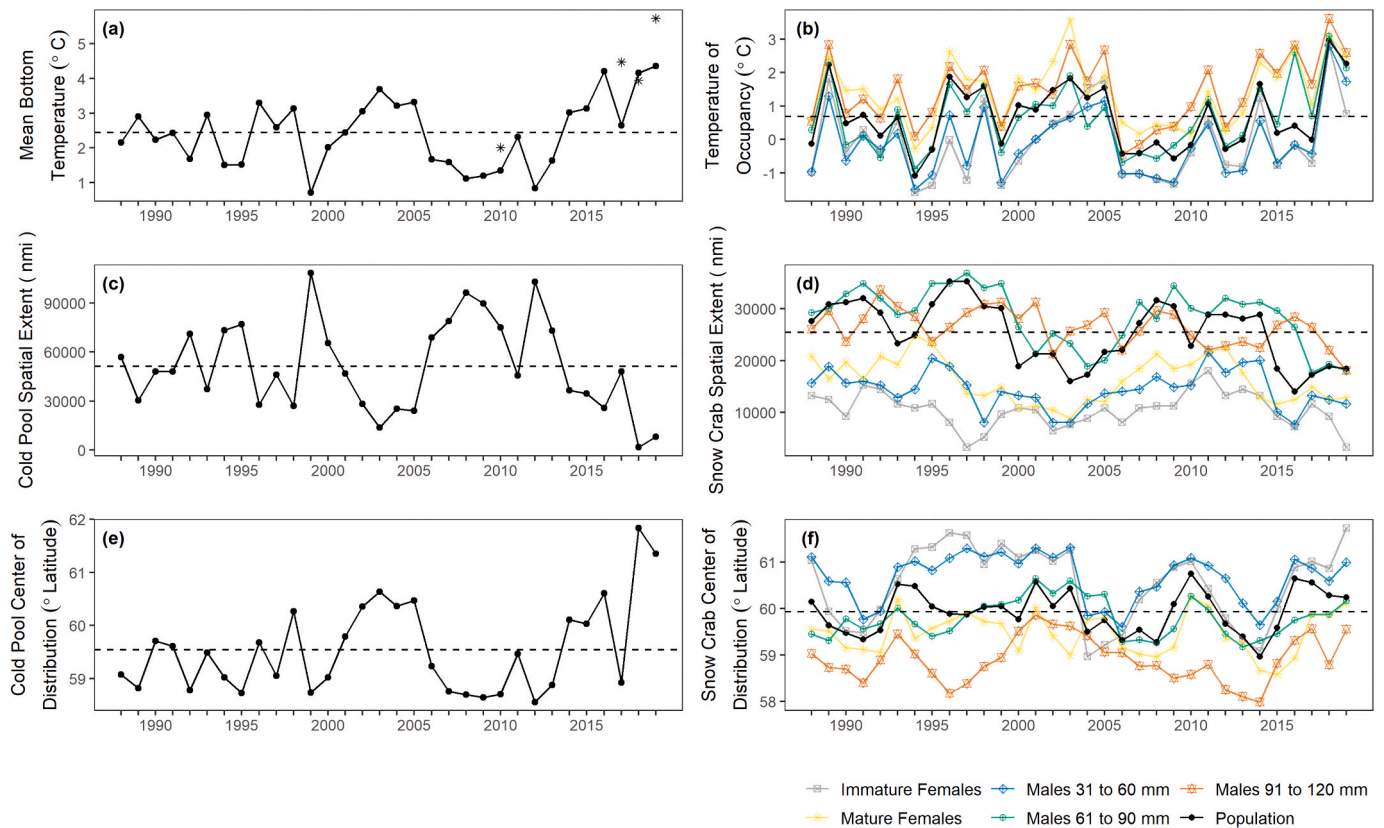 (a)
Mean Bottom
Temperature (° C)
5
4
3
2
1
1990 1995 2000 2005 2010 2015
(b)
Temperature of
Occupancy (° C)
3
2
1
0
-1
1990 1995 2000 2005 2010 2015
(c)
Cold Pool Spatial Extent ( nmi )
90000
60000
30000
0
1990 1995 2000 2005 2010 2015
(d)
Snow Crab Spatial Extent ( nmi )
30000
20000
10000
1990 1995 2000 2005 2010 2015
(e)
Cold Pool Center of
Distribution (° Latitude)
62
61
60
59
1990 1995 2000 2005 2010 2015
(f)
Snow Crab Center of
Distribution (° Latitude)
61
60
59
58
1990 1995 2000 2005 2010 2015
Immature Females Males 31 to 60 mm Males 91 to 120 mm
Mature Females Males 61 to 90 mm Population